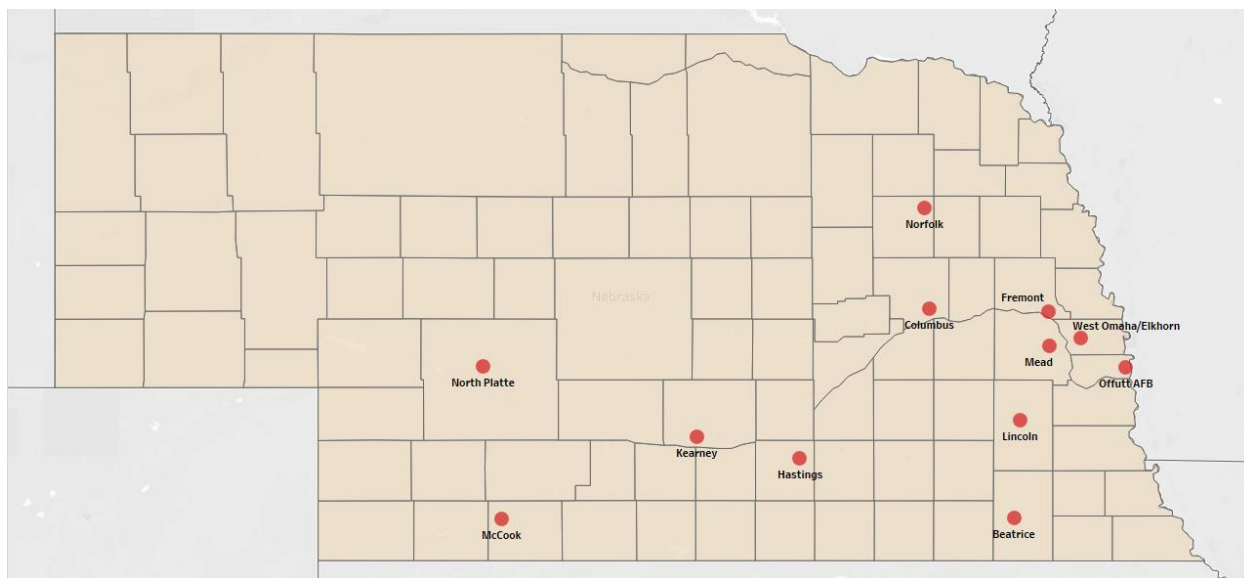 Norfolk
Nebraska
Fremont
Columbus
West Omaha/Elkhorn
Mead
North Platte
Offutt AFB
Lincoln
Kearney
Hastings
McCook
Beatrice